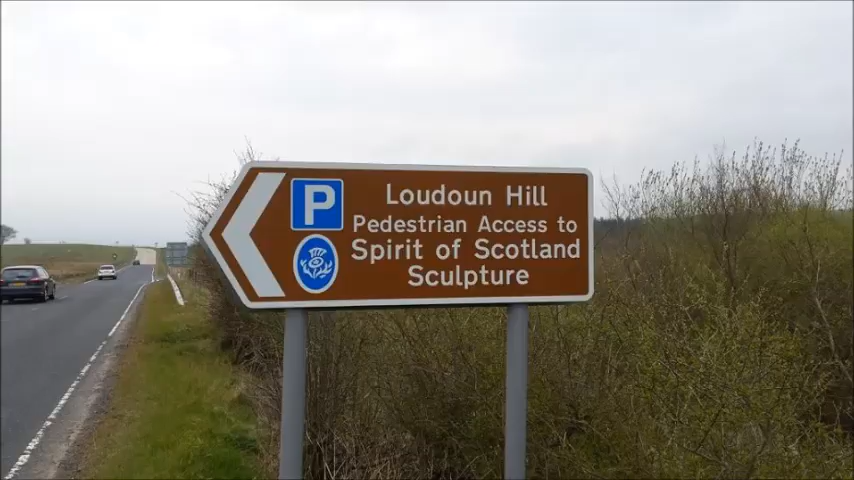 P
Loudoun Hill
Pedestrian Access to
Spirit of Scotland
Sculpture